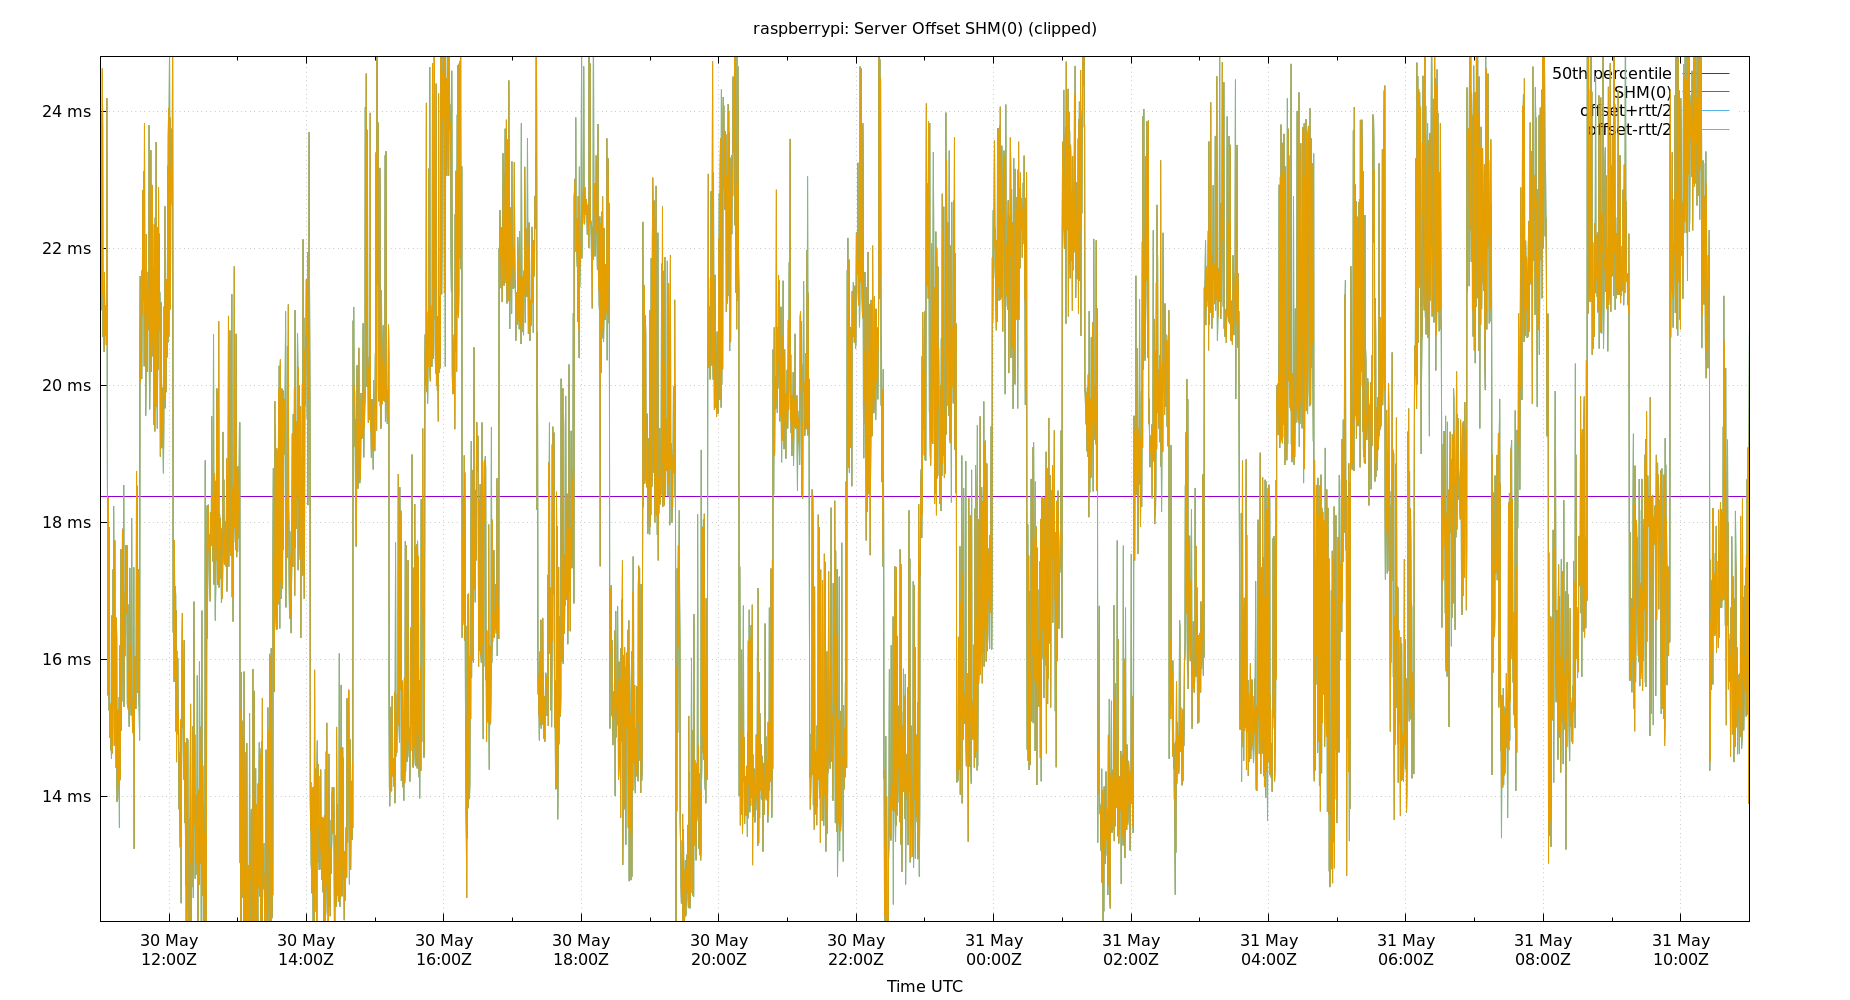 raspberrypi: Server Offset SHM(0) (clipped)
50th percentile
SHM(0)
offset+rtt/2
offset-rtt/2
24 ms
22 ms
20 ms
18 ms
16 ms
14 ms
30 May 30 May 30 May 30 May 30 May 30 May 31 May 31 May 31 May 31 May 31 May 31 May
12:00Z 14:00Z 16:00Z 18:00Z 20:00Z 22:00Z 00:00Z 02:00Z 04:00Z 06:00Z 08:00Z 10:00Z
Time UTC